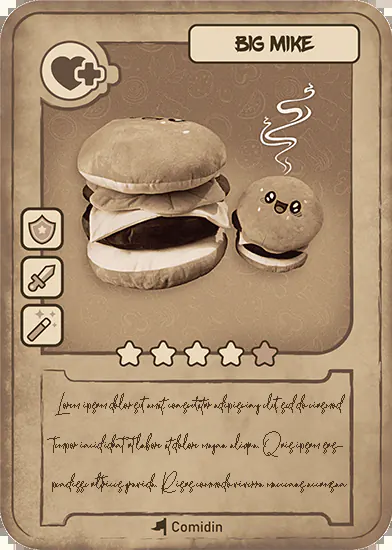 BIG MIKE
Lorem ipsum dolor sit amet, consectetur adipiscing elit, sed do eiusmod
tempor incididunt ut labore et dolore magna aliqua. Quis ipsum sus-
pendisse ultrices gravida. Risus commodo viverra maecenas accumsan
Comidin